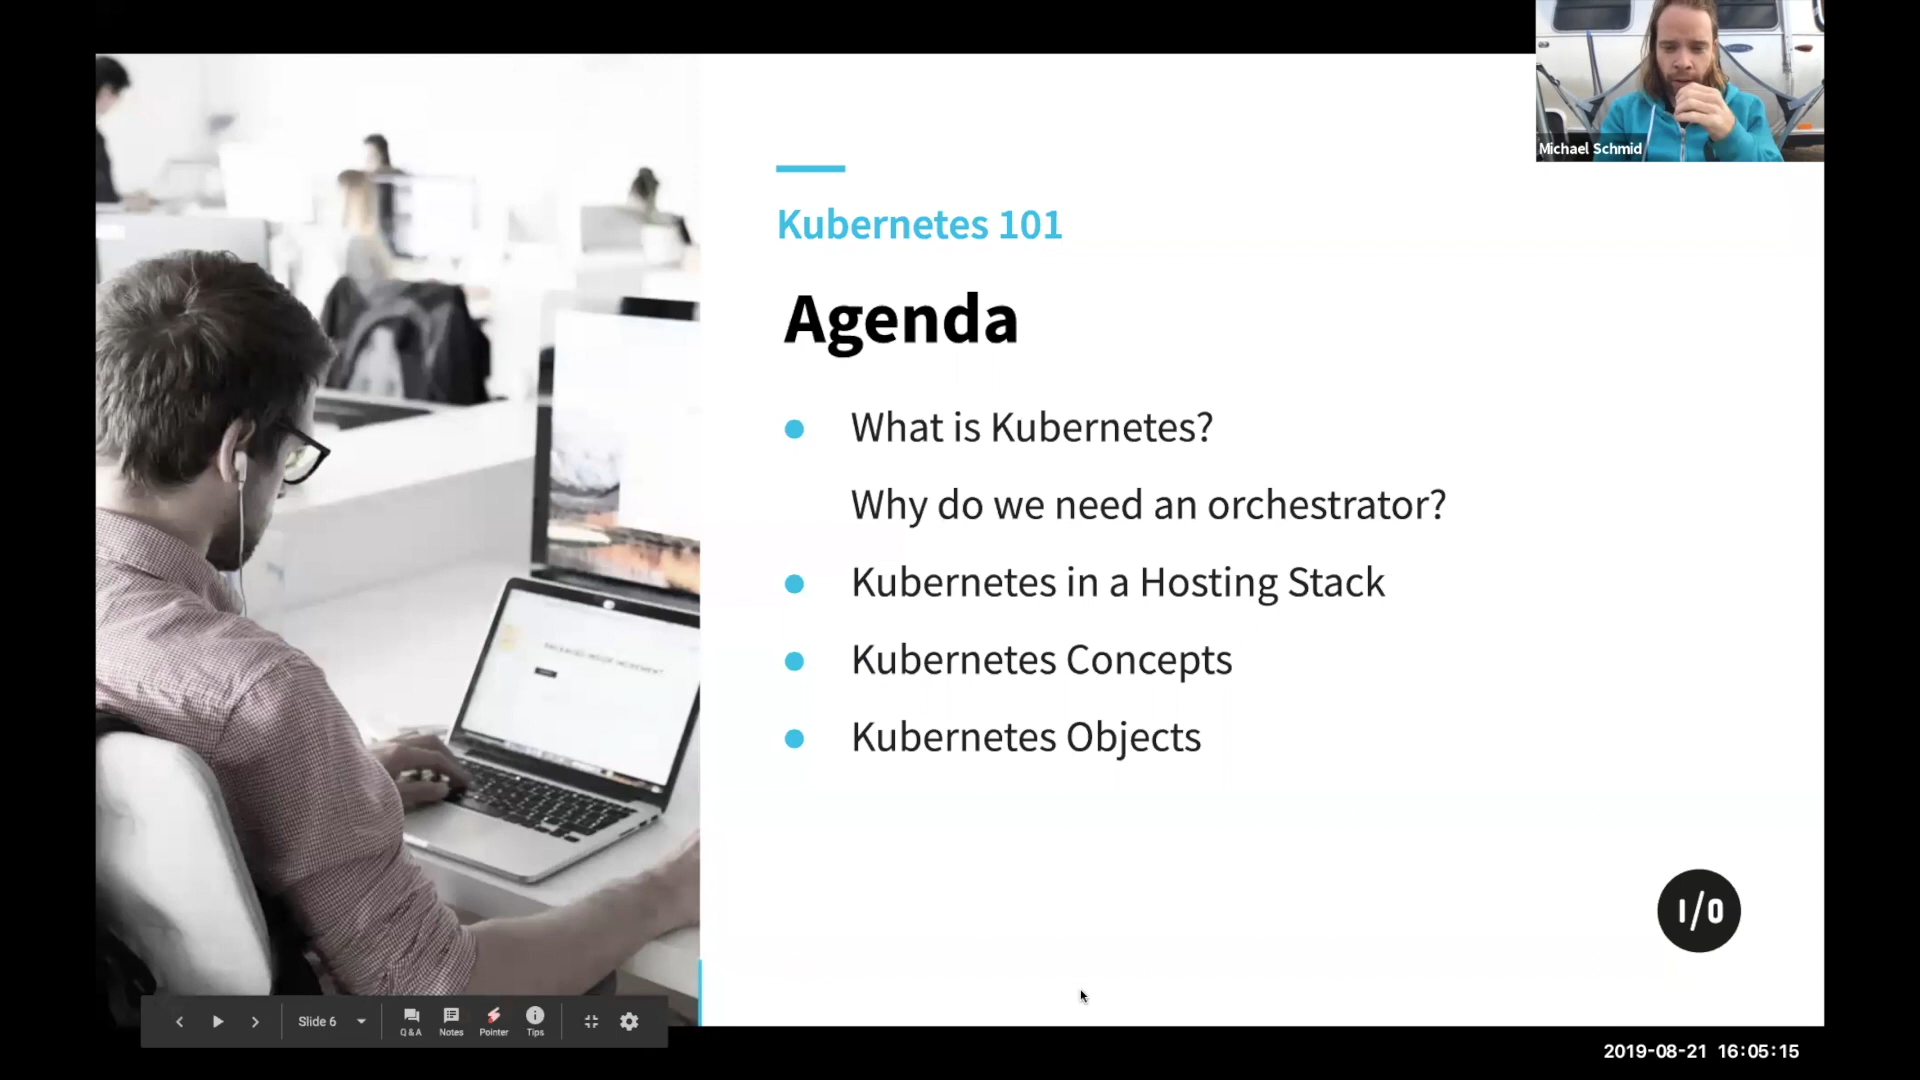 Michael Schmid
Kubernetes 101
Agenda
What is Kubernetes?
Why do we need an orchestrator?
Kubernetes in a Hosting Stack
Kubernetes Concepts
Kubernetes Objects
I/O
Slide 6
Q&A
Notes
Pointer
Tips
2019-08-21 16:05:15